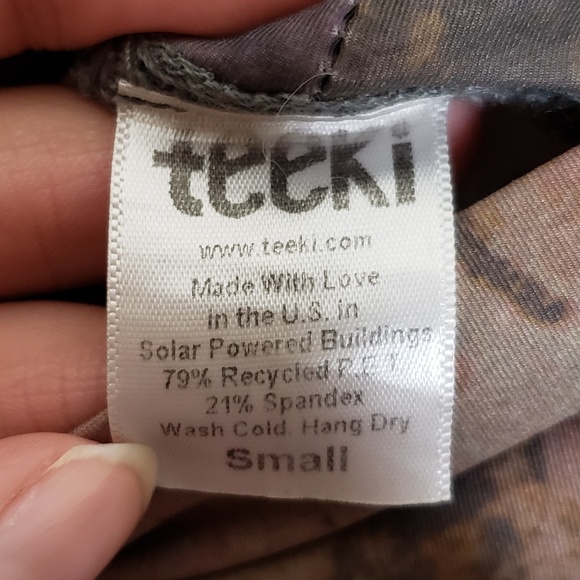 teeki
www.teeki.com
Made With Love
in the U.S. in
Solar Powered Buildings
79% Recycled P.E.T.
21% Spandex
Wash Cold. Hang Dry
Small